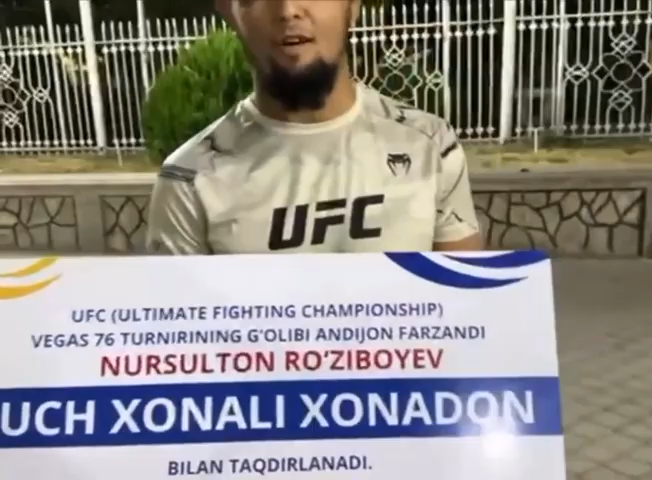 UFC
UFC (ULTIMATE FIGHTING CHAMPIONSHIP)
VEGAS 76 TURNIRINING G'OLIBI ANDIJON FARZANDI
NURSULTON RO'ZIBOYEV
UCH XONALI XONADON
BILAN TAQDIRLANADI.